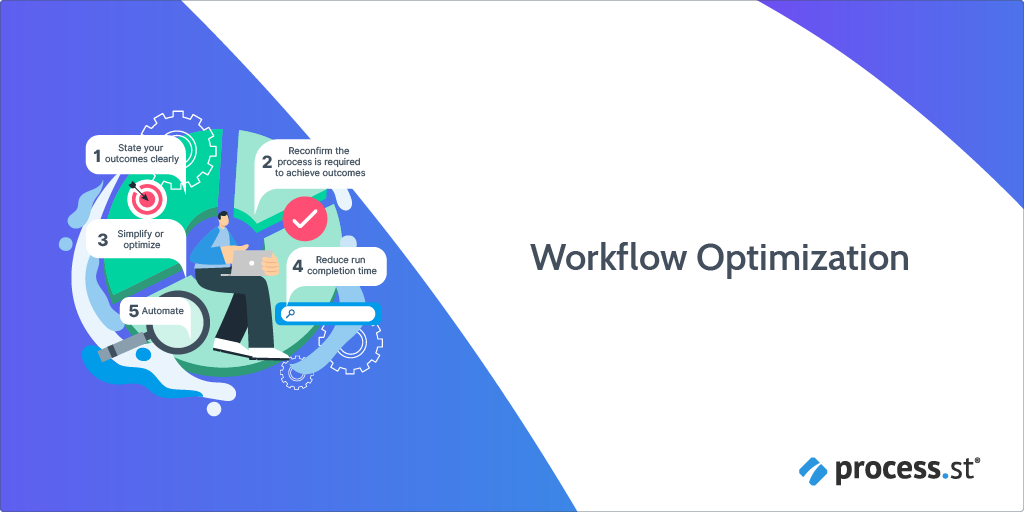 1 State your
outcomes clearly
2 Reconfirm the
process is required
to achieve outcomes
3 Simplify or
optimize
4 Reduce run
completion time
5 Automate
Workflow Optimization
process.st®